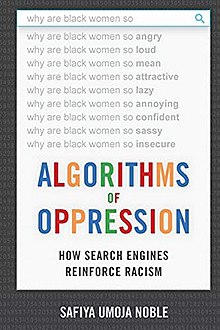 why are black women so
why are black women so angry
why are black women so loud
why are black women so mean
why are black women so attractive
why are black women so lazy
why are black women so annoying
why are black women so confident
why are black women so sassy
why are black women so insecure
ALGORITHMS
OF
OPPRESSION
HOW SEARCH ENGINES
REINFORCE RACISM
SAFIYA UMOJA NOBLE